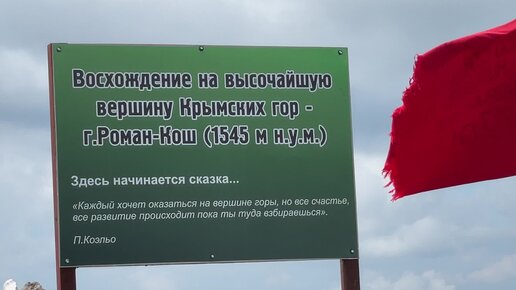 Восхождение на высочайшую
вершину Крымских гор -
г.Роман-Кош (1545 м н.у.м.)
Здесь начинается сказка...
«Каждый хочет оказаться на вершине горы, но все счастье,
все развитие происходит пока ты туда взбираешься».
П.Коэльо